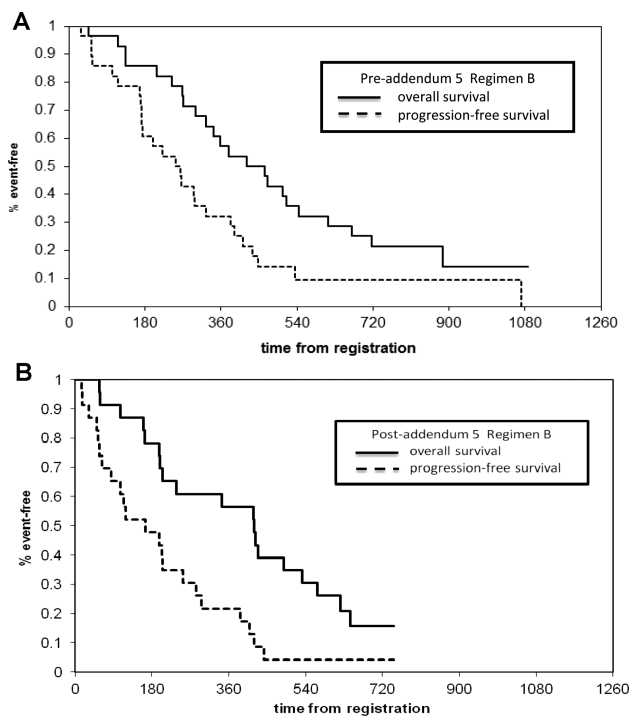 A
1
0.9
0.8
0.7
0.6
0.5
0.4
0.3
0.2
0.1
0
% event-free
Pre-addendum 5 Regimen B
overall survival
progression-free survival
0 180 360 540 720 900 1080 1260
time from registration
B
1
0.9
0.8
0.7
0.6
0.5
0.4
0.3
0.2
0.1
0
% event-free
Post-addendum 5 Regimen B
overall survival
progression-free survival
0 180 360 540 720 900 1080 1260
time from registration